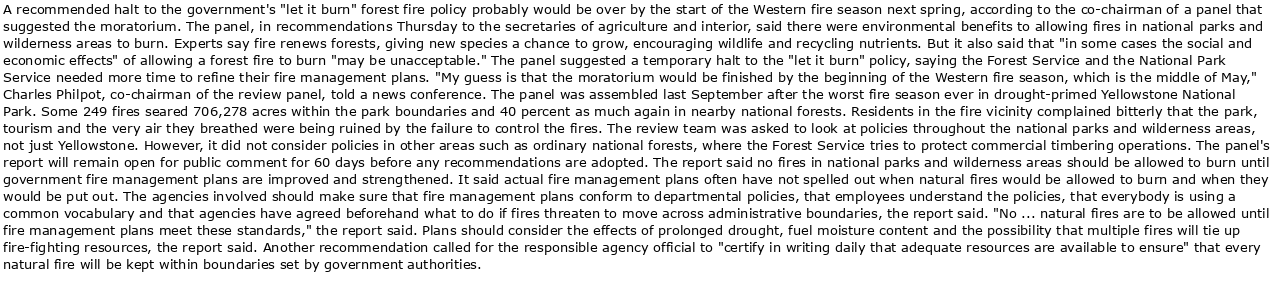 A recommended halt to the government's "let it burn" forest fire policy probably would be over by the start of the Western fire season next spring, according to the co-chairman of a panel that
suggested the moratorium. The panel, in recommendations Thursday to the secretaries of agriculture and interior, said there were environmental benefits to allowing fires in national parks and
wilderness areas to burn. Experts say fire renews forests, giving new species a chance to grow, encouraging wildlife and recycling nutrients. But it also said that "in some cases the social and
economic effects" of allowing a forest fire to burn "may be unacceptable." The panel suggested a temporary halt to the "let it burn" policy, saying the Forest Service and the National Park
Service needed more time to refine their fire management plans. "My guess is that the moratorium would be finished by the beginning of the Western fire season, which is the middle of May,"
Charles Philpot, co-chairman of the review panel, told a news conference. The panel was assembled last September after the worst fire season ever in drought-primed Yellowstone National
Park. Some 249 fires seared 706,278 acres within the park boundaries and 40 percent as much again in nearby national forests. Residents in the fire vicinity complained bitterly that the park,
tourism and the very air they breathed were being ruined by the failure to control the fires. The review team was asked to look at policies throughout the national parks and wilderness areas,
not just Yellowstone. However, it did not consider policies in other areas such as ordinary national forests, where the Forest Service tries to protect commercial timbering operations. The panel's
report will remain open for public comment for 60 days before any recommendations are adopted. The report said no fires in national parks and wilderness areas should be allowed to burn until
government fire management plans are improved and strengthened. It said actual fire management plans often have not spelled out when natural fires would be allowed to burn and when they
would be put out. The agencies involved should make sure that fire management plans conform to departmental policies, that employees understand the policies, that everybody is using a
common vocabulary and that agencies have agreed beforehand what to do if fires threaten to move across administrative boundaries, the report said. "No ... natural fires are to be allowed until
fire management plans meet these standards," the report said. Plans should consider the effects of prolonged drought, fuel moisture content and the possibility that multiple fires will tie up
fire-fighting resources, the report said. Another recommendation called for the responsible agency official to "certify in writing daily that adequate resources are available to ensure" that every
natural fire will be kept within boundaries set by government authorities.